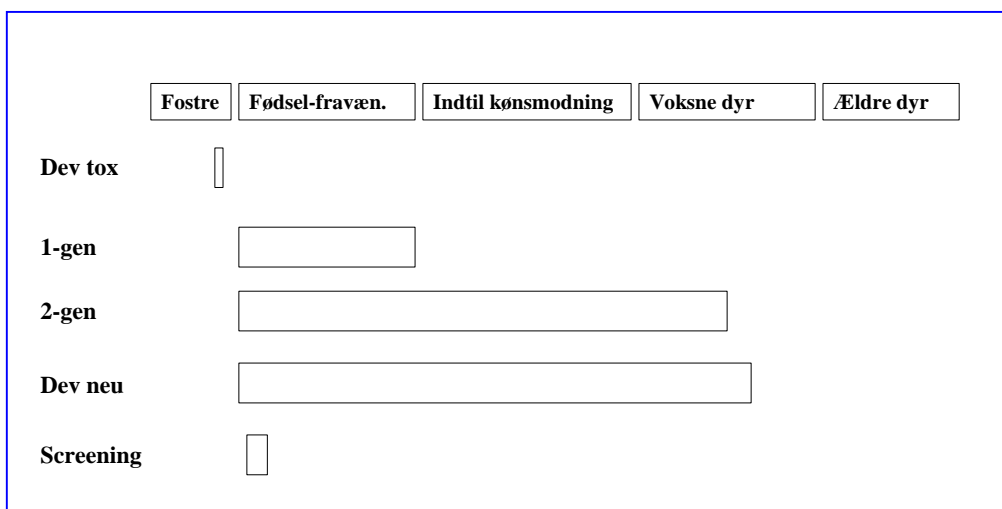 Fostre Fødsel-fravæn. Indtil kønsmodning Voksne dyr Ældre dyr
Dev tox
1-gen
2-gen
Dev neu
Screening